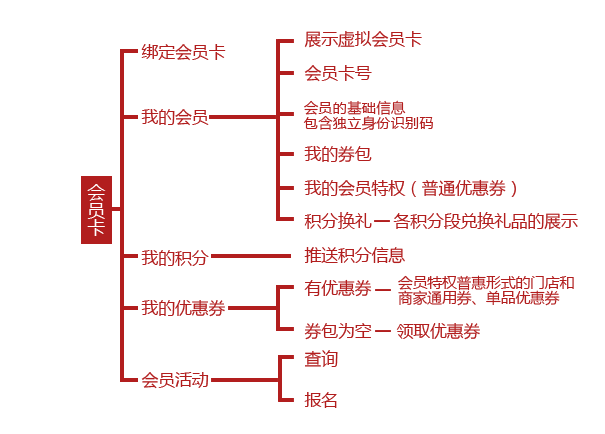 会员卡
绑定会员卡
我的会员
展示虚拟会员卡
会员卡号
会员的基础信息
包含独立身份识别码
我的券包
我的会员特权（普通优惠券）
积分换礼
各积分段兑换礼品的展示
我的积分
推送积分信息
我的优惠券
有优惠券
会员特权普惠形式的门店和
商家通用券、单品优惠券
券包为空
领取优惠券
会员活动
查询
报名